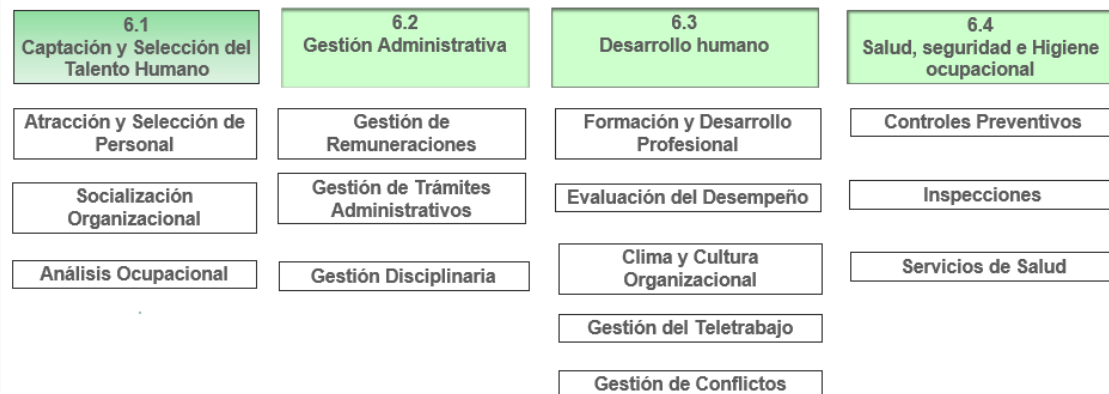 6.1
Captación y Selección del
Talento Humano
Atracción y Selección de
Personal
Socialización
Organizacional
Análisis Ocupacional
6.2
Gestión Administrativa
Gestión de
Remuneraciones
Gestión de Trámites
Administrativos
Gestión Disciplinaria
6.3
Desarrollo humano
Formación y Desarrollo
Profesional
Evaluación del Desempeño
Clima y Cultura
Organizacional
Gestión del Teletrabajo
Gestión de Conflictos
6.4
Salud, seguridad e Higiene
ocupacional
Controles Preventivos
Inspecciones
Servicios de Salud